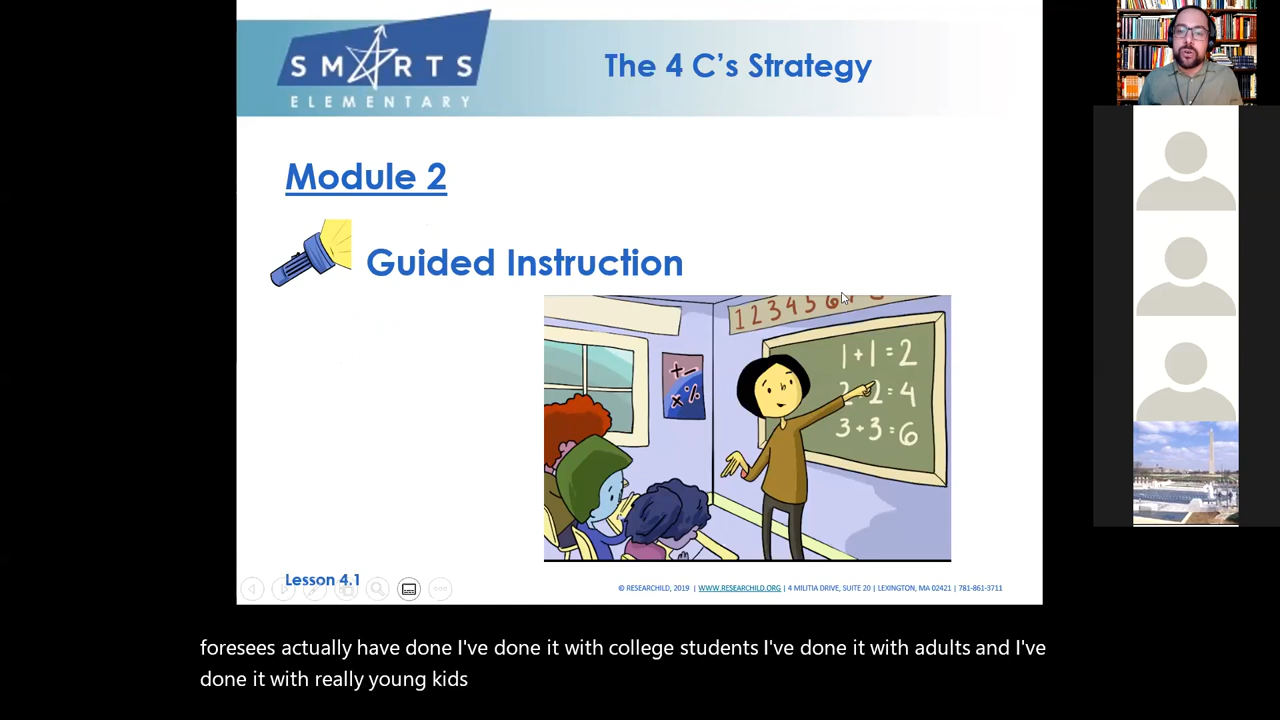 SMARTS
ELEMENTARY
The 4 C's Strategy
Module 2
Guided Instruction
1 2 3 4 5 6
+ -
× %
1+1=2
2 2=4
3+3=6
Lesson 4.1
© RESEARCHILD, 2019 | WWW.RESEARCHILD.ORG | 4 MILITIA DRIVE, SUITE 20 | LEXINGTON, MA 02421 | 781-861-3711
foresees actually have done I've done it with college students I've done it with adults and I've
done it with really young kids